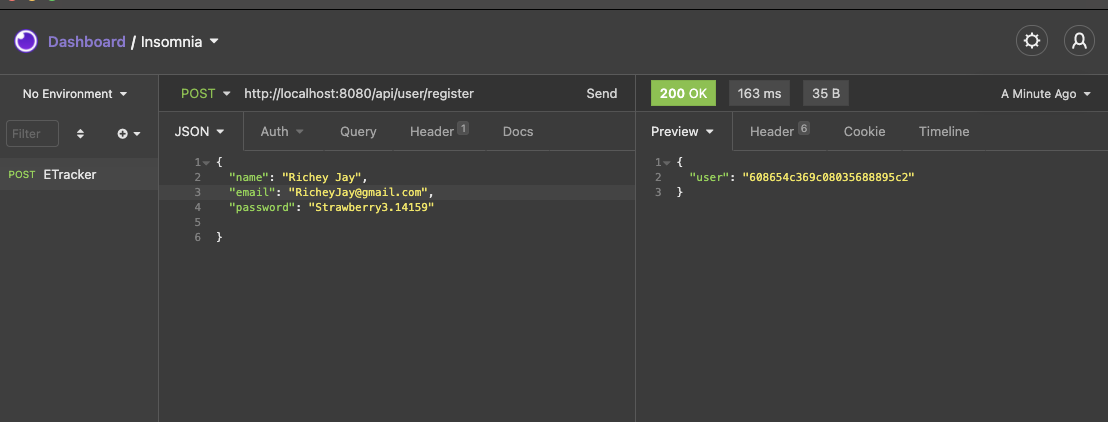 Dashboard / Insomnia
No Environment
POST http://localhost:8080/api/user/register Send
200 OK 163 ms 35 B A Minute Ago
Filter
JSON Auth Query Header 1 Docs
Preview Header 6 Cookie Timeline
POST ETracker
1 {
2 "name": "Richey Jay",
3 "email": "RicheyJay@gmail.com",
4 "password": "Strawberry3.14159"
5
6 }
1 {
2 "user": "608654c369c08035688895c2"
3 }